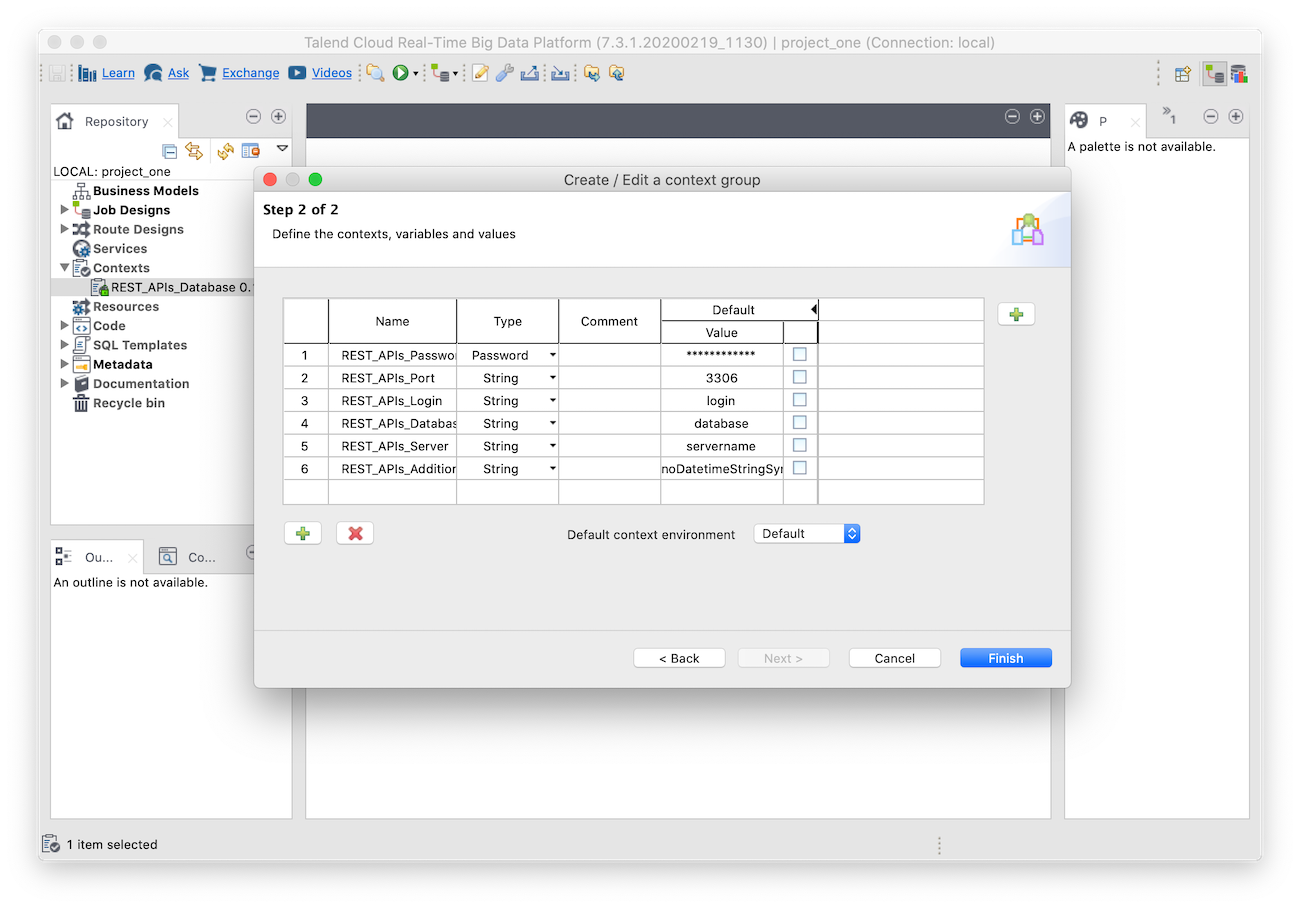 Talend Cloud Real-Time Big Data Platform (7.3.1.20200219_1130) | project_one (Connection: local)
Learn Ask Exchange Videos
Repository
P
1
A palette is not available.
LOCAL: project_one
Business Models
Job Designs
Route Designs
Services
Contexts
REST_APIs_Database 0.
Resources
Code
SQL Templates
Metadata
Documentation
Recycle bin
Ou...
Co...
An outline is not available.
Create / Edit a context group
Step 2 of 2
Define the contexts, variables and values
Name Type Comment Default
Value
1 REST_APIs_Passwo Password ************
2 REST_APIs_Port String 3306
3 REST_APIs_Login String login
4 REST_APIs_Databas String database
5 REST_APIs_Server String servername
6 REST_APIs_Addition String noDatetimeStringSyn
Default context environment Default
< Back Next > Cancel Finish
1 item selected